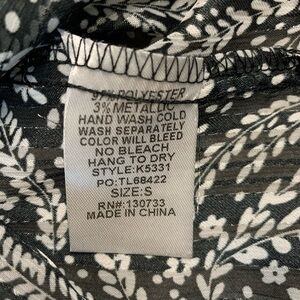 97% POLYESTER
3% METALLIC
HAND WASH COLD
WASH SEPARATELY
COLOR WILL BLEED
NO BLEACH
HANG TO DRY
STYLE:K5331
PO:TL68422
SIZE:S
RN#:130733
MADE IN CHINA